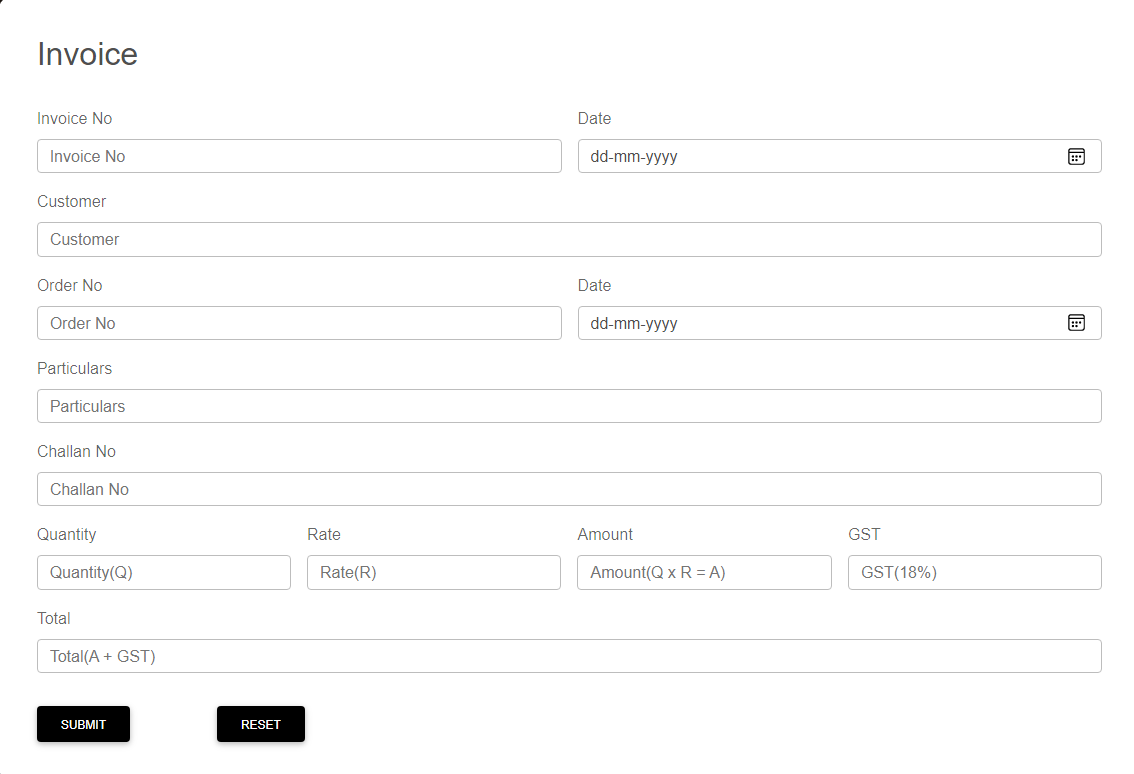 Invoice
Invoice No Date
Invoice No dd-mm-yyyy
Customer
Customer
Order No Date
Order No dd-mm-yyyy
Particulars
Particulars
Challan No
Challan No
Quantity Rate Amount GST
Quantity(Q) Rate(R) Amount(Q x R = A) GST(18%)
Total
Total(A + GST)
SUBMIT RESET